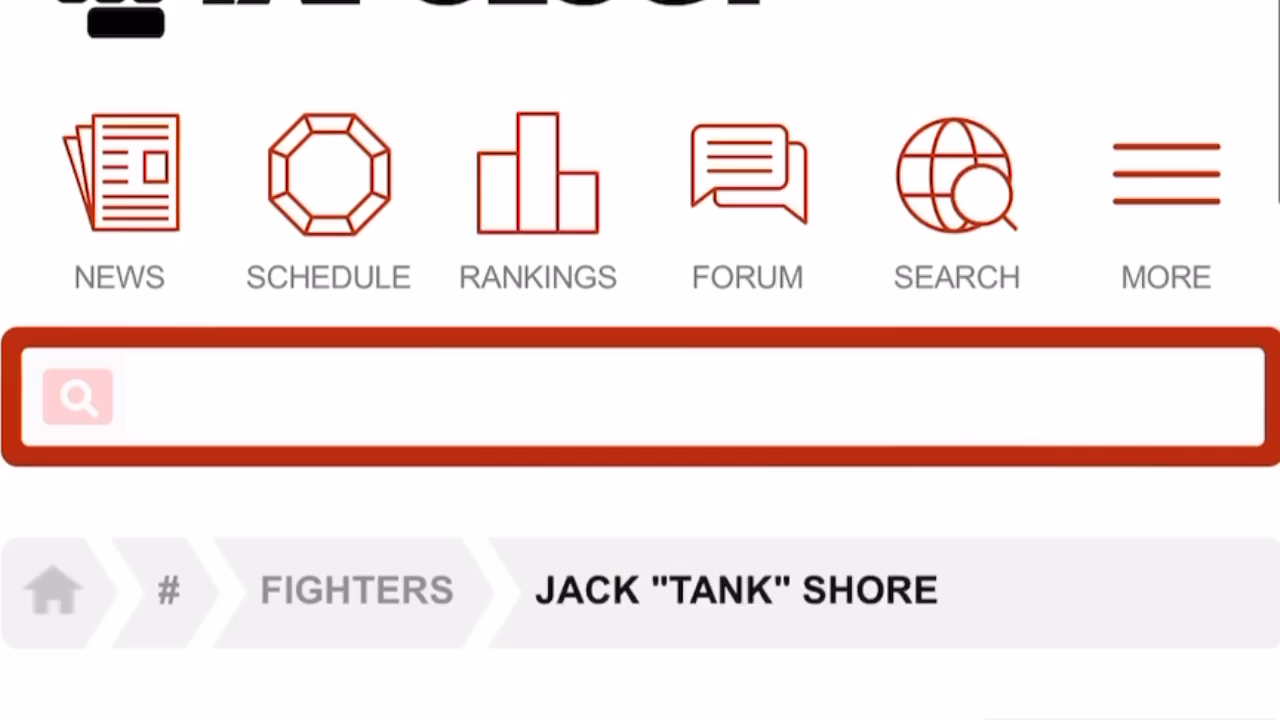 NEWS SCHEDULE RANKINGS FORUM SEARCH MORE
# FIGHTERS JACK "TANK" SHORE